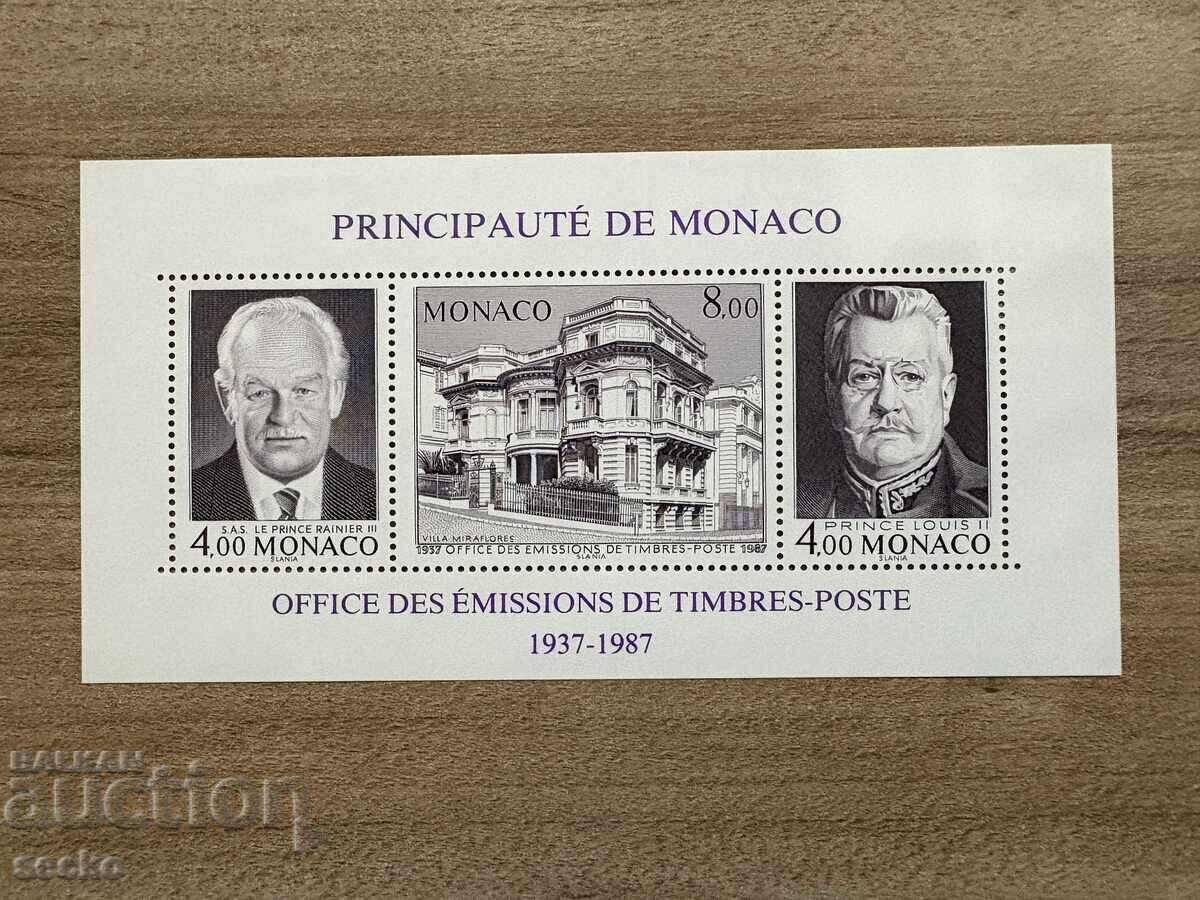 PRINCIPAUTÉ DE MONACO
S.A.S. LE PRINCE RAINIER III
4,00 MONACO
SLANIA
MONACO 8,00
VILLA MIRAFLORES
1937 OFFICE DES EMISSIONS DE TIMBRES-POSTE 1987
SLANIA
PRINCE LOUIS II
4,00 MONACO
SLANIA
OFFICE DES ÉMISSIONS DE TIMBRES-POSTE
1937-1987
BALKAN
auction
secko